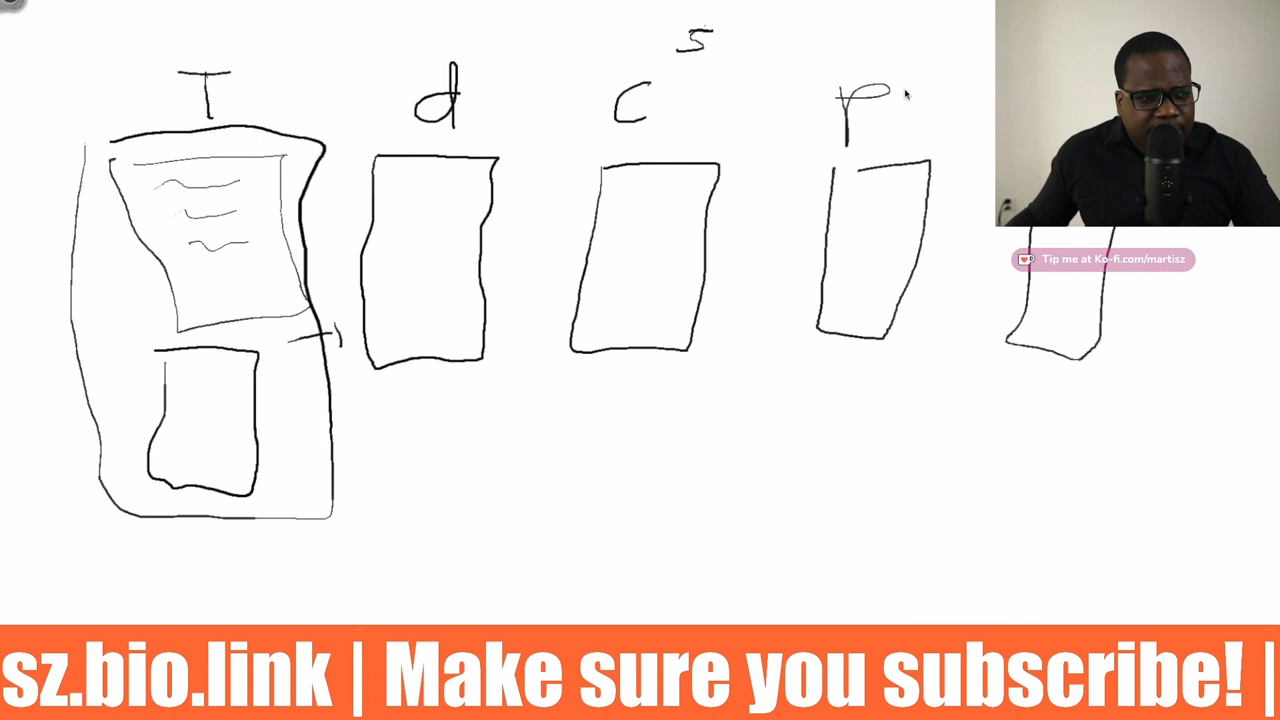 5
T d C P
Tip me at Ko-fi.com/martisz
sz.bio.link | Make sure you subscribe! |